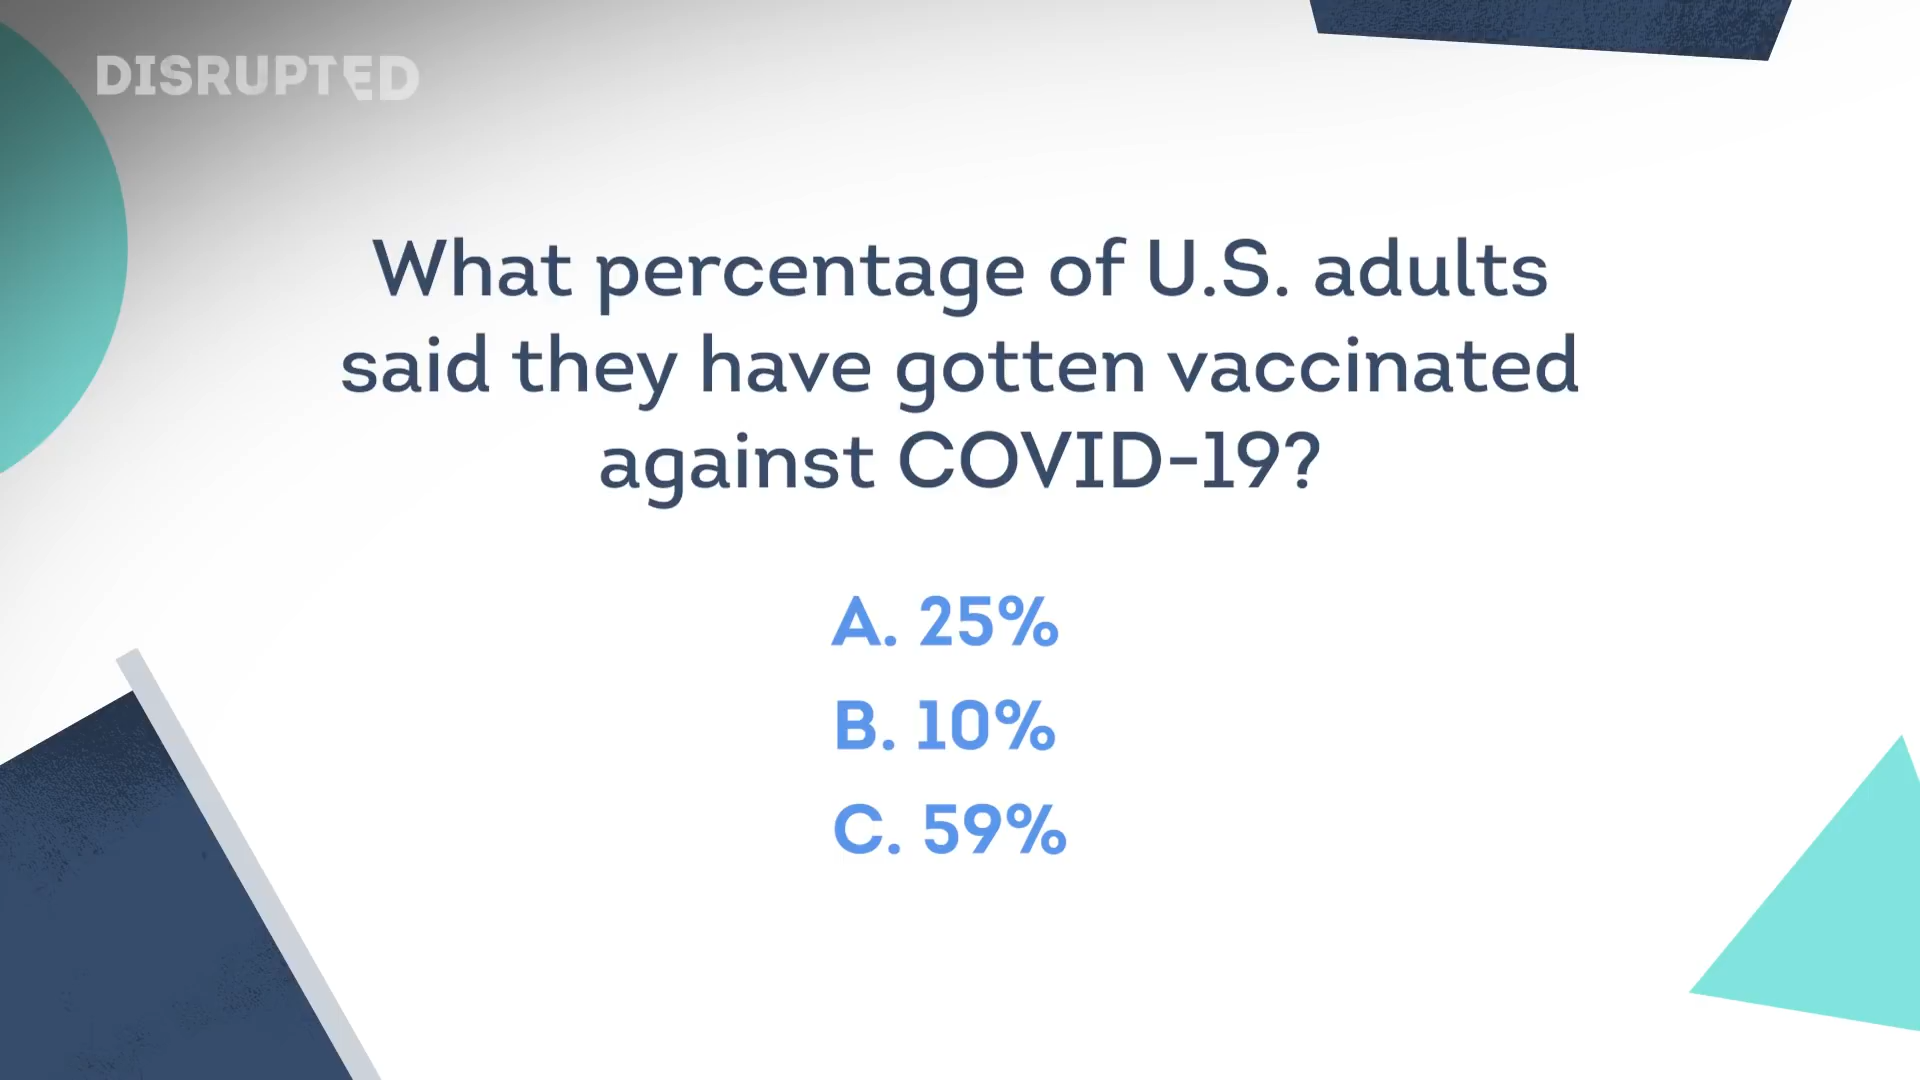 DISRUPTED
What percentage of U.S. adults
said they have gotten vaccinated
against COVID-19?
A. 25%
B. 10%
C. 59%